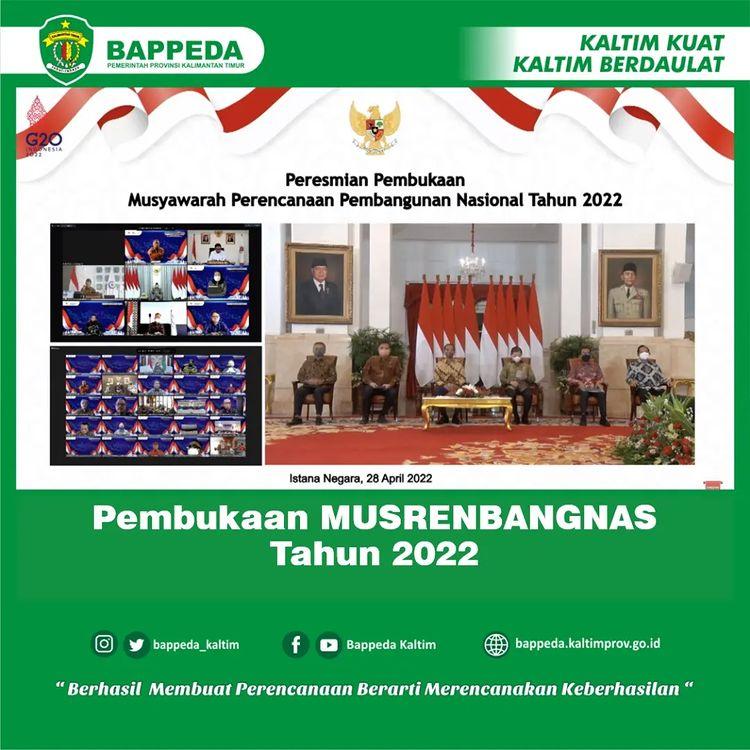 BAPPEDA
PEMERINTAH PROVINSI KALIMANTAN TIMUR
KALTIM KUAT
KALTIM BERDAULAT
G20
INDONESIA
2022
Peresmian Pembukaan
Musyawarah Perencanaan Pembangunan Nasional Tahun 2022
Istana Negara, 28 April 2022
Pembukaan MUSRENBANGNAS
Tahun 2022
bappeda_kaltim
Bappeda Kaltim
bappeda.kaltimprov.go.id
“ Berhasil Membuat Perencanaan Berarti Merencanakan Keberhasilan “